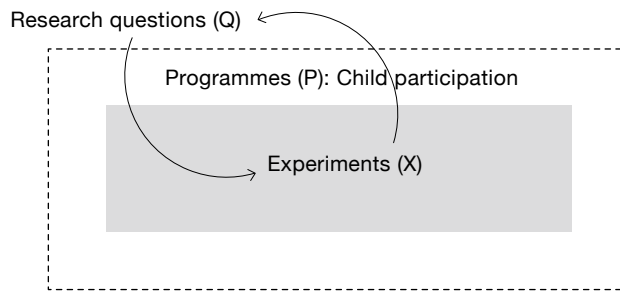 Research questions (Q)
Programmes (P): Child participation
Experiments (X)